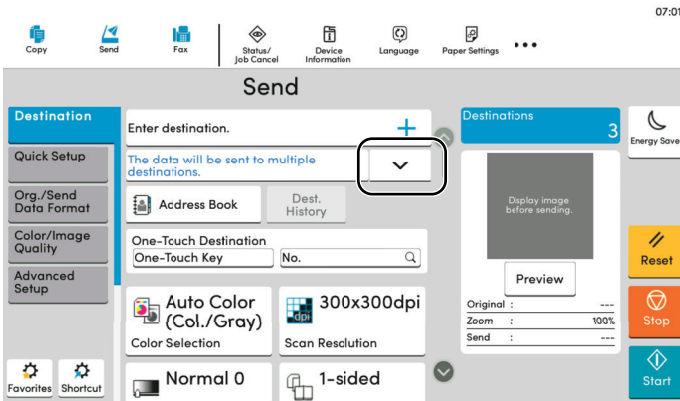 07:01
Copy
Send
Fax
Status/
Job Cancel
Device
Information
Language
Paper Settings
Send
Destination
Quick Setup
Org./Send
Data Format
Color/Image
Quality
Advanced
Setup
Favorites
Shortcut
Enter destination.
The data will be sent to multiple
destinations.
Address Book
Dest.
History
One-Touch Destination
One-Touch Key
No.
Auto Color
(Col./Gray)
Color Selection
dpi
300x300dpi
Scan Resolution
Normal 0
1-sided
Destinations
3
Display image
before sending.
Preview
Original : ---
Zoom : 100%
Send : ---
Energy Save
Reset
Stop
Start